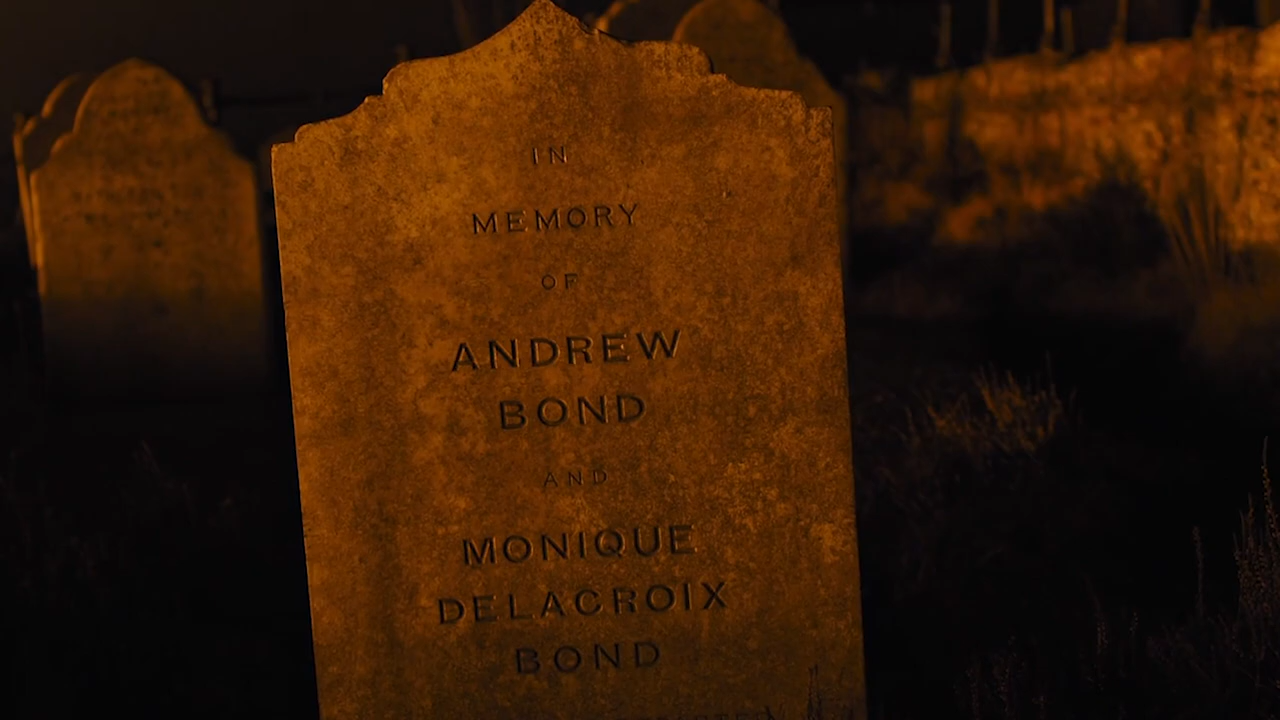 IN
MEMORY
OF
ANDREW
BOND
AND
MONIQUE
DELACROIX
BOND